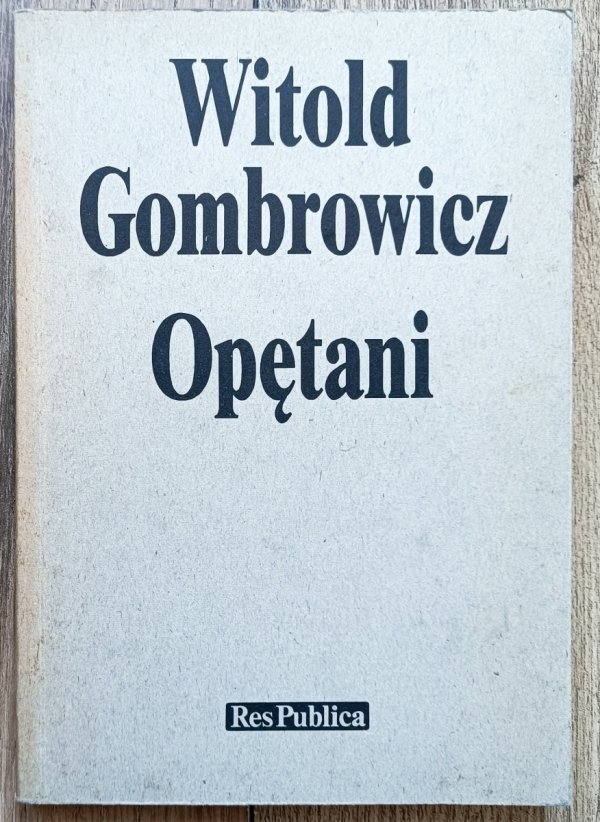 Witold
Gombrowicz
Opętani
Res Publica